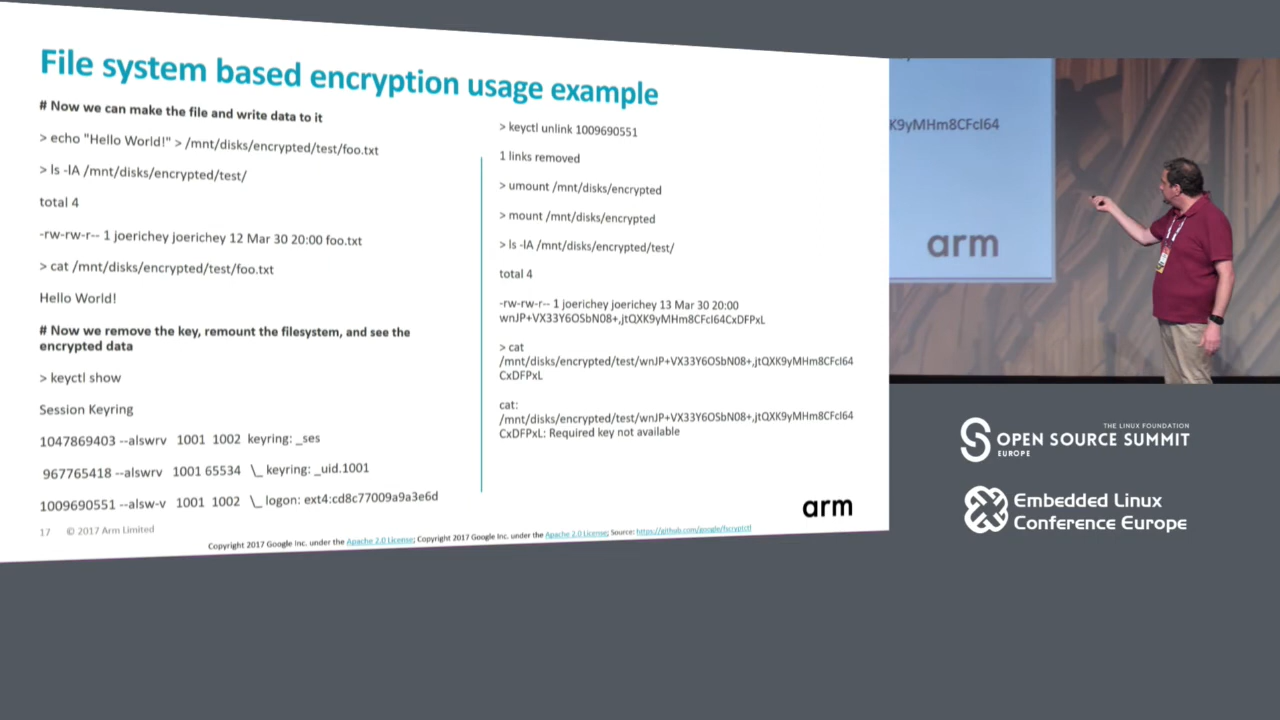 File system based encryption usage example
# Now we can make the file and write data to it
> echo "Hello World!" > /mnt/disks/encrypted/test/foo.txt
> ls -lA /mnt/disks/encrypted/test/
total 4
-rw-rw-r-- 1 joerichey joerichey 12 Mar 30 20:00 foo.txt
> cat /mnt/disks/encrypted/test/foo.txt
Hello World!
# Now we remove the key, remount the filesystem, and see the
encrypted data
> keyctl show
Session Keyring
1047869403 --alswrv 1001 1002 keyring: _ses
967765418 --alswrv 1001 65534 \_ keyring: _uid.1001
1009690551 --alsw-v 1001 1002 \_ logon: ext4:cd8c77009a9a3e6d
> keyctl unlink 1009690551
1 links removed
> umount /mnt/disks/encrypted
> mount /mnt/disks/encrypted
> ls -lA /mnt/disks/encrypted/test/
total 4
-rw-rw-r-- 1 joerichey joerichey 13 Mar 30 20:00
wnJP+VX33Y6OSbN08+,jtQXK9yMHm8CFcI64CxDFPxL
> cat
/mnt/disks/encrypted/test/wnJP+VX33Y6OSbN08+,jtQXK9yMHm8CFcI64
CxDFPxL
cat:
/mnt/disks/encrypted/test/wnJP+VX33Y6OSbN08+,jtQXK9yMHm8CFcI64
CxDFPxL: Required key not available
arm
17 © 2017 Arm Limited
Copyright 2017 Google Inc. under the Apache 2.0 License; Copyright 2017 Google Inc. under the Apache 2.0 License; Source: https://github.com/google/fscryptctl
K9yMHm8CFcI64
arm
THE LINUX FOUNDATION
OPEN SOURCE SUMMIT
EUROPE
Embedded Linux
Conference Europe